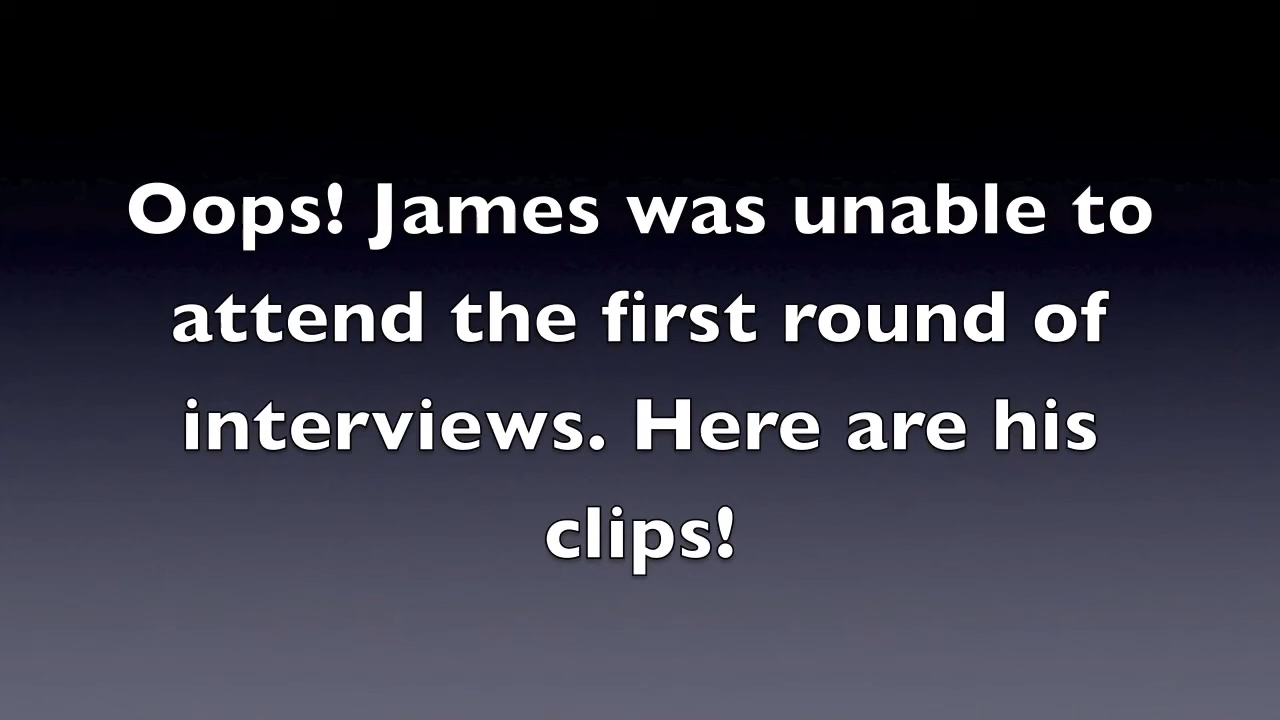 Oops! James was unable to
attend the first round of
interviews. Here are his
clips!